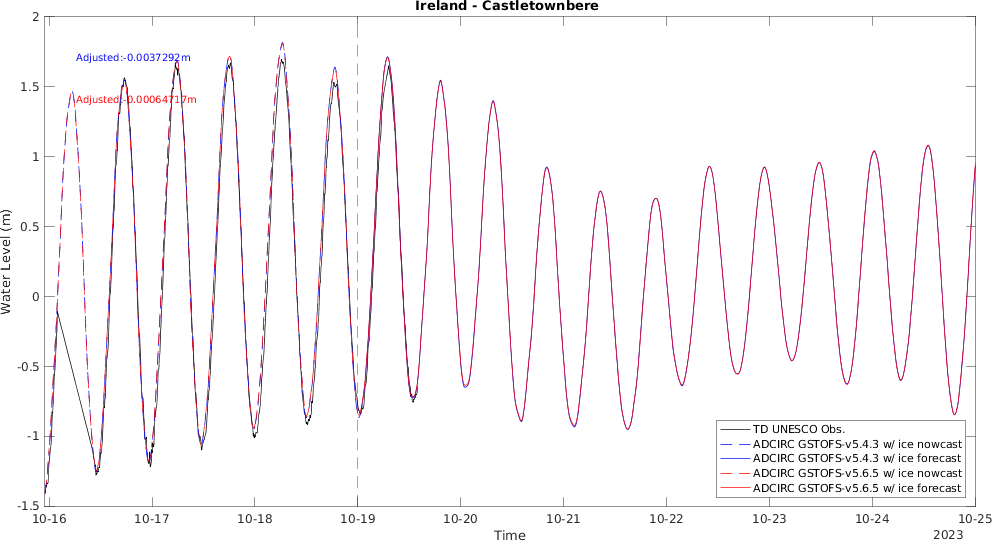 Ireland - Castletownbere
Adjusted:-0.0037292m
Adjusted:-0.00064717m
Water Level (m)
2
1.5
1
0.5
0
-0.5
-1
-1.5
10-16
10-17
10-18
10-19
10-20
10-21
10-22
10-23
10-24
10-25
Time
2023
TD UNESCO Obs.
ADCIRC GSTOFS-v5.4.3 w/ ice nowcast
ADCIRC GSTOFS-v5.4.3 w/ ice forecast
ADCIRC GSTOFS-v5.6.5 w/ ice nowcast
ADCIRC GSTOFS-v5.6.5 w/ ice forecast